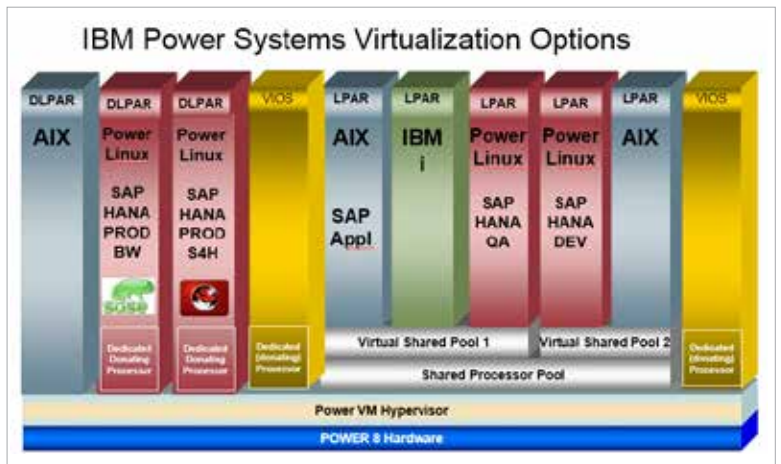 IBM Power Systems Virtualization Options
DLPAR
AIX
DLPAR
Power
Linux
SAP
HANA
PROD
BW
SUSE
Dedicated
Donating
Processor
DLPAR
Power
Linux
SAP
HANA
PROD
S4H
Dedicated
Donating
Processor
VIOS
Dedicated
(donating)
Processor
LPAR
AIX
SAP
Appl
LPAR
IBM
i
LPAR
Power
Linux
SAP
HANA
QA
LPAR
Power
Linux
SAP
HANA
DEV
LPAR
AIX
VIOS
Dedicated
(donating)
Processor
Virtual Shared Pool 1
Virtual Shared Pool 2
Shared Processor Pool
Power VM Hypervisor
POWER 8 Hardware